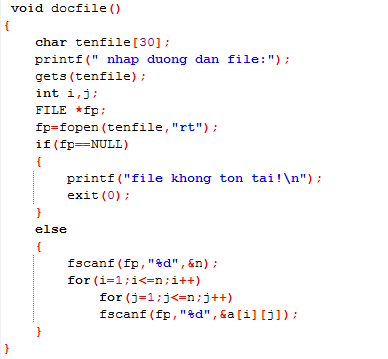 void docfile()
{
char tenfile[30];
printf(" nhap duong dan file:");
gets(tenfile);
int i,j;
FILE *fp;
fp=fopen(tenfile,"rt");
if(fp==NULL)
{
printf("file khong ton tai!\n");
exit(0);
}
else
{
fscanf(fp,"%d",&n);
for(i=1;i<=n;i++)
for(j=1;j<=n;j++)
fscanf(fp,"%d",&a[i][j]);
}
}